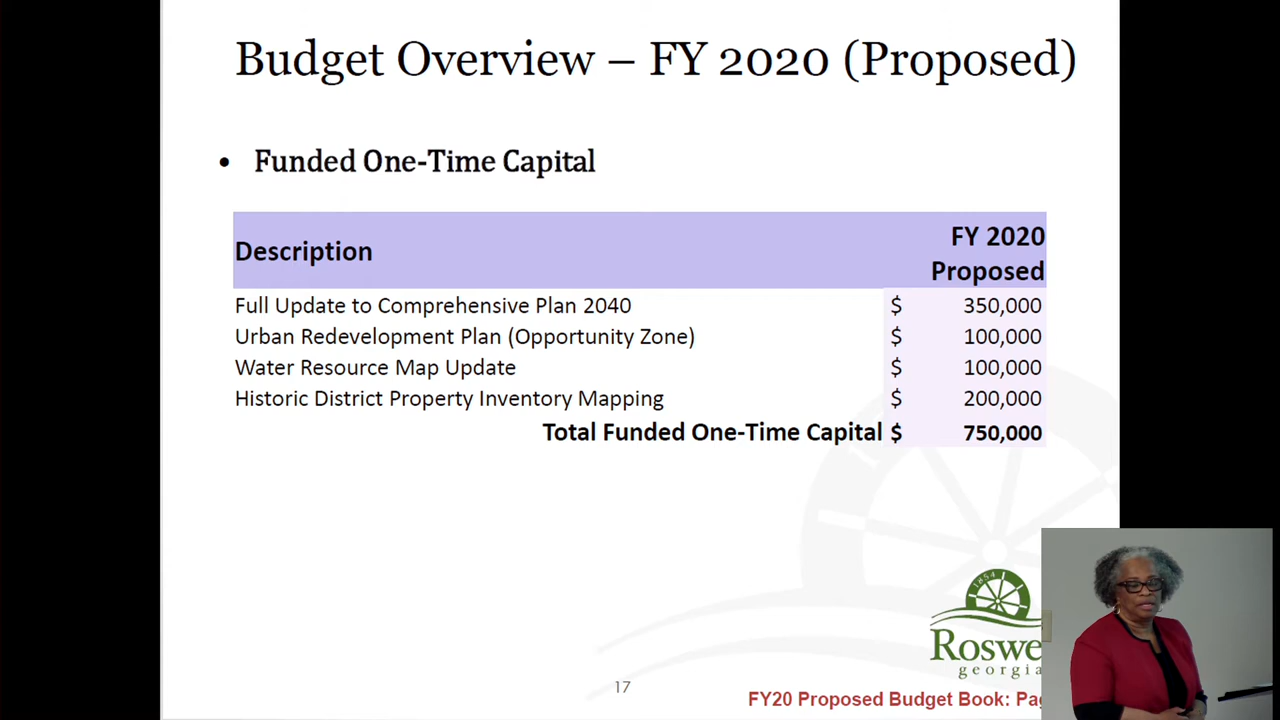 Budget Overview – FY 2020 (Proposed)
• Funded One-Time Capital
Description FY 2020 Proposed
Full Update to Comprehensive Plan 2040 $ 350,000
Urban Redevelopment Plan (Opportunity Zone) $ 100,000
Water Resource Map Update $ 100,000
Historic District Property Inventory Mapping $ 200,000
Total Funded One-Time Capital $ 750,000
1854
georgia
17
FY20 Proposed Budget Book: